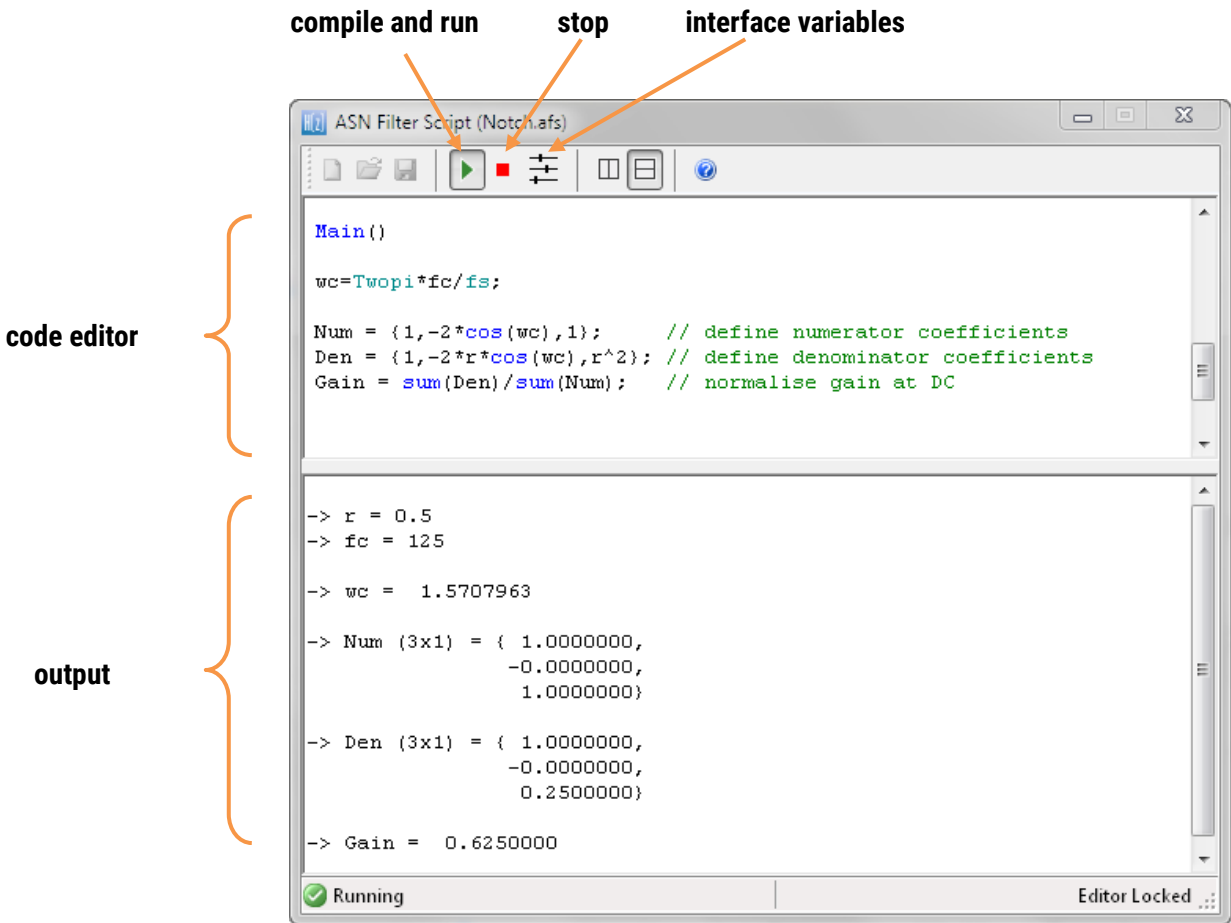 compile and run stop interface variables
ASN Filter Script (Notch.afs)
Main()
wc=Twopi*fc/fs;
Num = {1,-2*cos(wc),1}; // define numerator coefficients
Den = {1,-2*r*cos(wc),r^2}; // define denominator coefficients
Gain = sum(Den)/sum(Num); // normalise gain at DC
code editor
-> r = 0.5
-> fc = 125
-> wc = 1.5707963
-> Num (3x1) = { 1.0000000,
-0.0000000,
1.0000000}
-> Den (3x1) = { 1.0000000,
-0.0000000,
0.2500000}
-> Gain = 0.6250000
output
Running Editor Locked